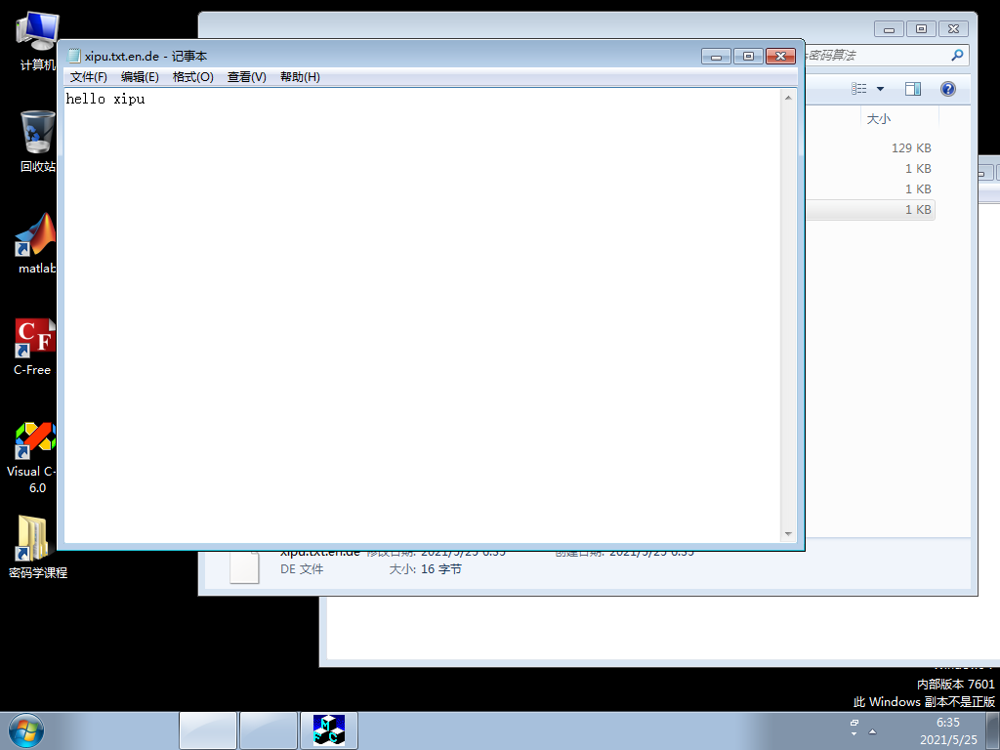 计算机
回收站
matlab
C-Free
Visual C-
6.0
密码学课程
xipu.txt.en.de - 记事本
文件(F) 编辑(E) 格式(O) 查看(V) 帮助(H)
hello xipu
密码算法
大小
129 KB
1 KB
1 KB
1 KB
xipu.txt.en.de 修改日期: 2021/5/25 6:35 创建日期: 2021/5/25 6:35
DE 文件 大小: 16 字节
内部版本 7601
此 Windows 副本不是正版
6:35
2021/5/25